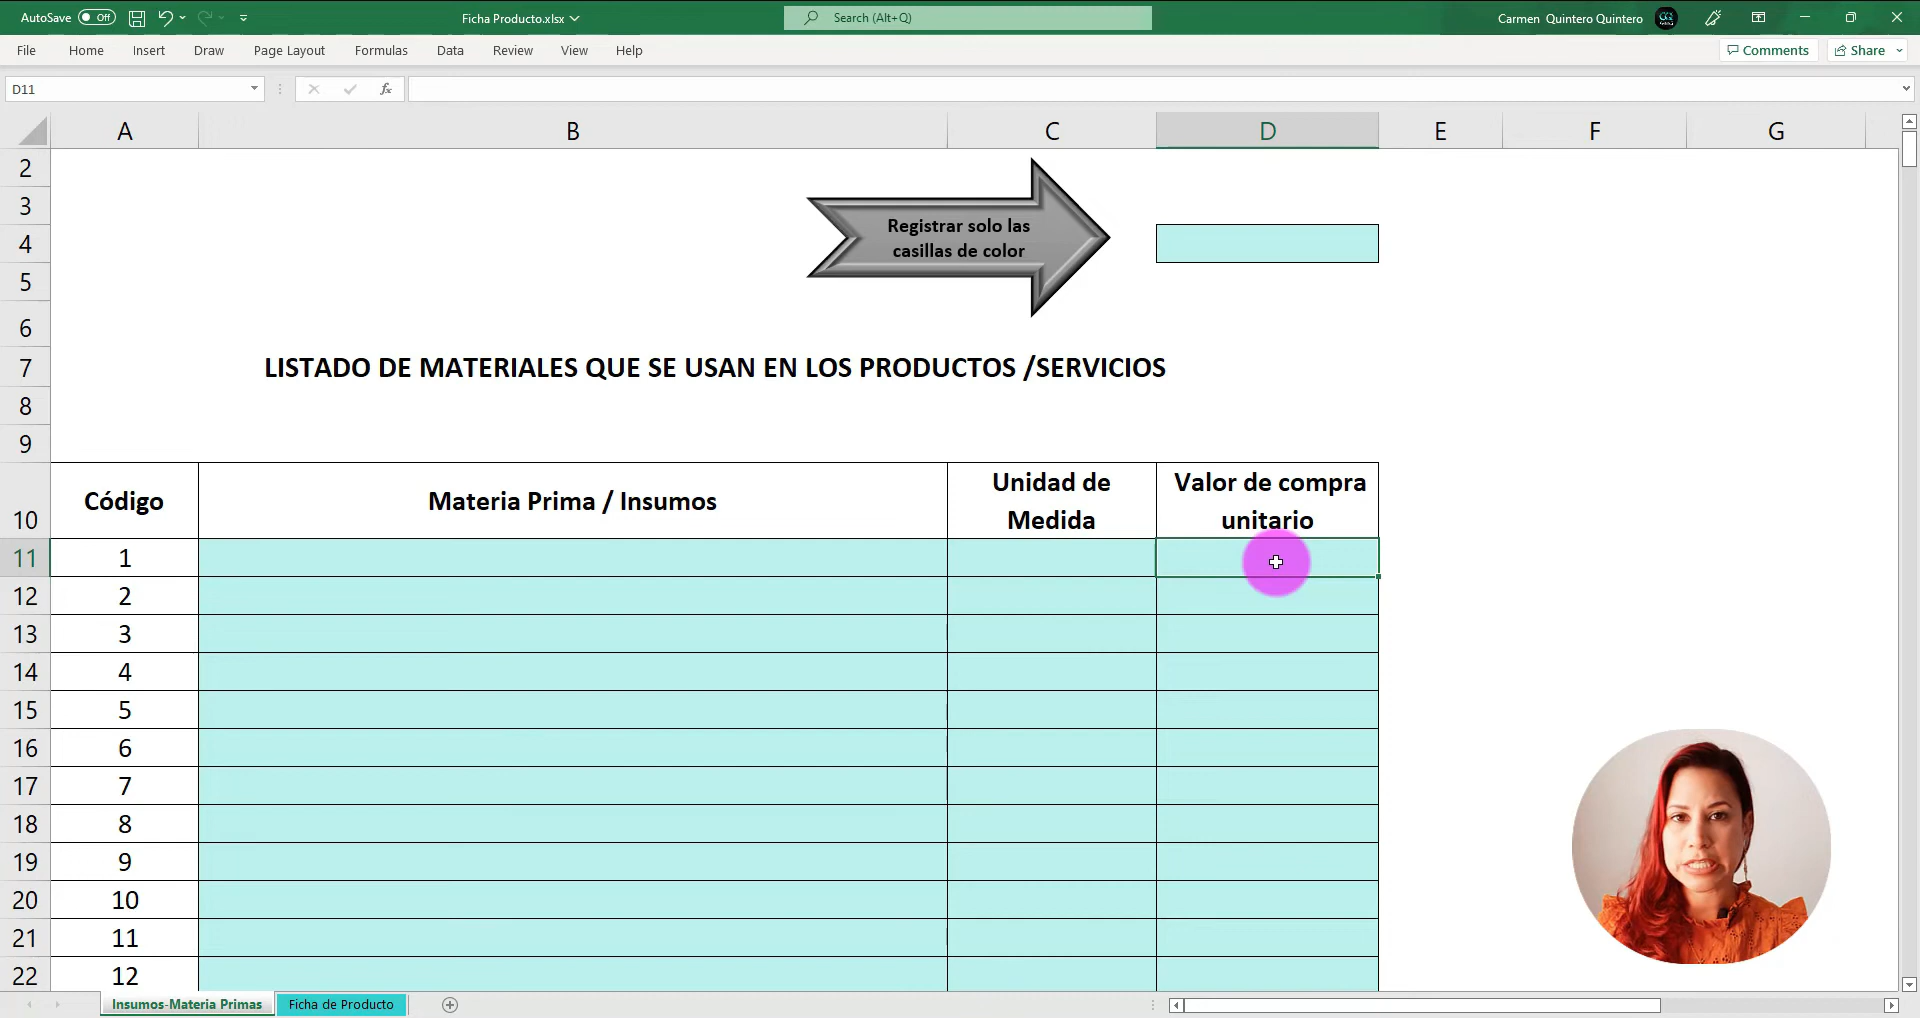 AutoSave Off
Ficha Producto.xlsx
Search (Alt+Q)
Carmen Quintero Quintero
File Home Insert Draw Page Layout Formulas Data Review View Help
Comments Share
D11
fx
A B C D E F G
2
3
Registrar solo las
casillas de color
4
5
6
7 LISTADO DE MATERIALES QUE SE USAN EN LOS PRODUCTOS /SERVICIOS
8
9
10 Código Materia Prima / Insumos Unidad de Medida Valor de compra unitario
11 1
12 2
13 3
14 4
15 5
16 6
17 7
18 8
19 9
20 10
21 11
22 12
Insumos-Materia Primas Ficha de Producto